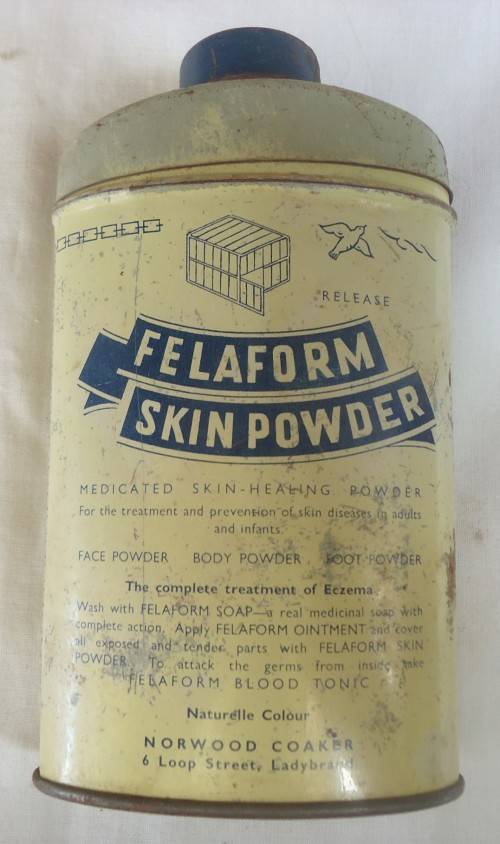 RELEASE
FELAFORM
SKIN POWDER
MEDICATED SKIN-HEALING POWDER
For the treatment and prevention of skin diseases in adults
and infants.
FACE POWDER BODY POWDER FOOT POWDER
The complete treatment of Eczema
Wash with FELAFORM SOAP—a real medicinal soap with
complete action. Apply FELAFORM OINTMENT and cover
all exposed and tender parts with FELAFORM SKIN
POWDER. To attack the germs from inside take
FELAFORM BLOOD TONIC
Naturelle Colour
NORWOOD COAKER
6 Loop Street, Ladybrand